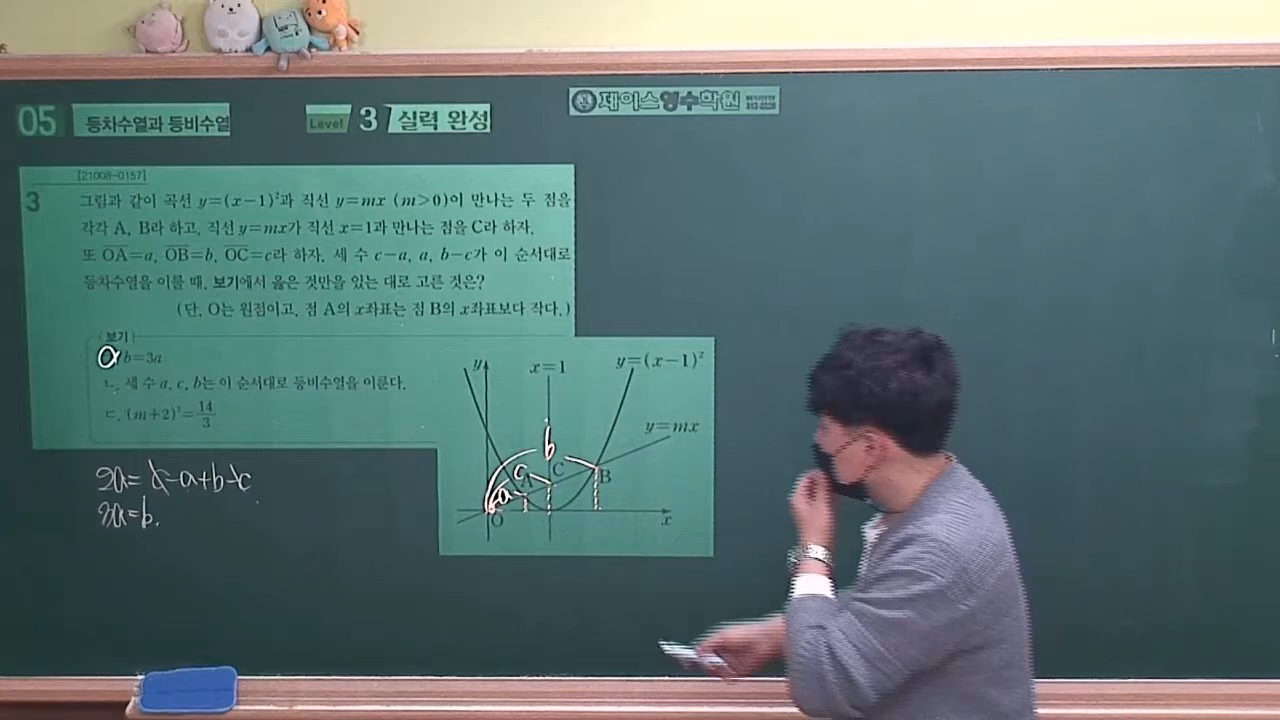 05 등차수열과 등비수열
Level 3 실력 완성
제이스영수학원
[21008-0157]
3
그림과 같이 곡선 y=(x-1)²과 직선 y=mx (m>0)이 만나는 두 점을
각각 A, B라 하고, 직선 y=mx가 직선 x=1과 만나는 점을 C라 하자.
또 OA=a, OB=b, OC=c라 하자. 세 수 c-a, a, b-c가 이 순서대로
등차수열을 이룰 때, 보기에서 옳은 것만을 있는 대로 고른 것은?
(단, O는 원점이고, 점 A의 x좌표는 점 B의 x좌표보다 작다.)
보기
b=3a
ㄴ. 세 수 a, c, b는 이 순서대로 등비수열을 이룬다.
ㄷ. (m+2)²=14/3
y
x=1
y=(x-1)²
y=mx
b
c
C
a
A
B
O
x
2a=c-a+b-c
3a=b.